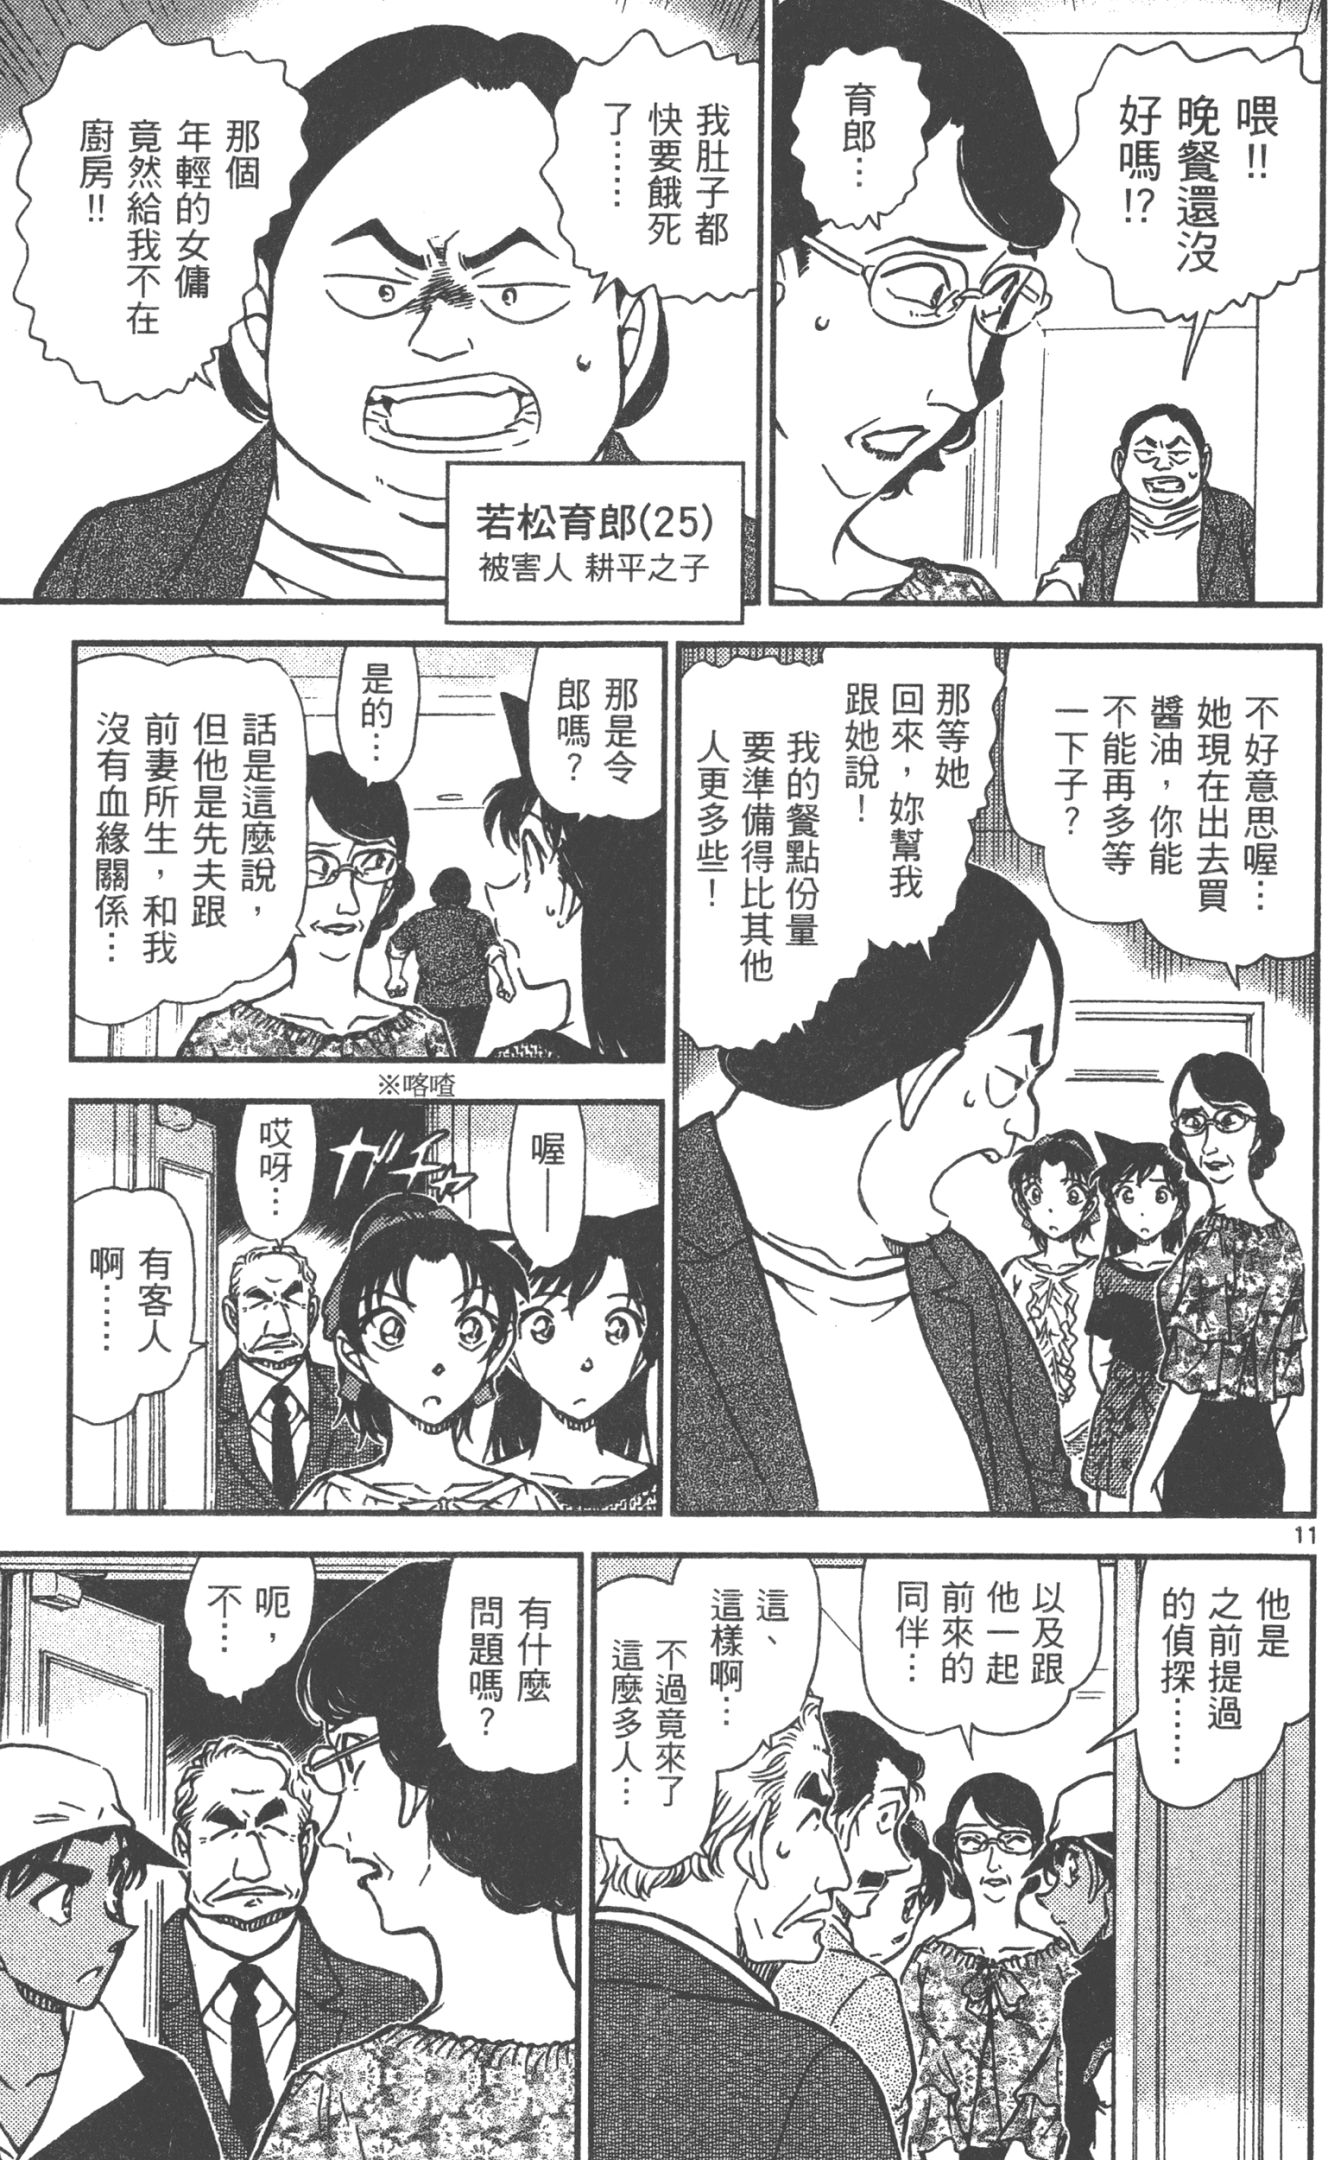 喂!!
晚餐還沒
好嗎!?
育郎…
我肚子都
快要餓死
了……
那個
年輕的女傭
竟然給我不在
廚房!!
若松育郎(25)
被害人 耕平之子
不好意思喔…
她現在出去買
醬油,你能
不能再多等
一下子?
那等她
回來,妳幫我
跟她說!
我的餐點份量
要準備得比其他
人更多些!
那是令
郎嗎?
是的…
話是這麼說,
但他是先夫跟
前妻所生,和我
沒有血緣關係…
※喀喳
喔──
ガチャ
哎呀…
有客人
啊……
11
他是
之前提過
的偵探……
以及跟
他一起
前來的
同伴…
這、
這樣啊…
不過竟來了
這麼多人…
有什麼
問題嗎?
呃,
不…